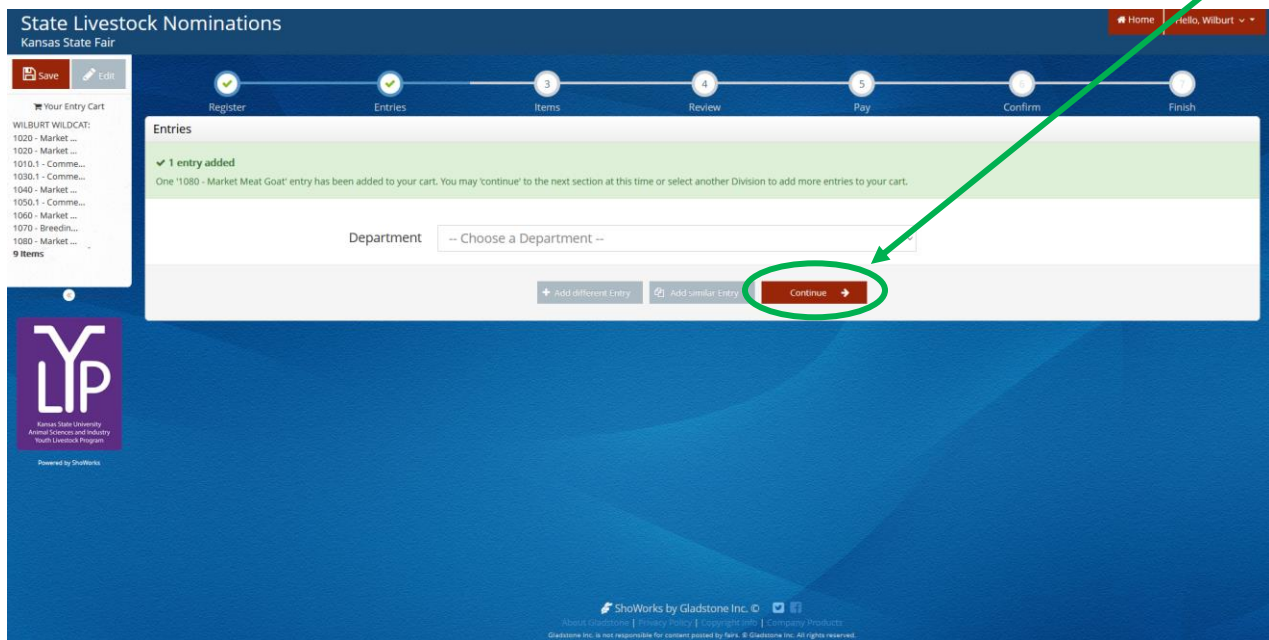 State Livestock Nominations
Kansas State Fair
Home
Hello, Wilburt
Save
Edit
Your Entry Cart
WILBURT WILDCAT:
1020 - Market ...
1020 - Market ...
1010.1 - Comme...
1030.1 - Comme...
1040 - Market ...
1050.1 - Comme...
1060 - Market ...
1070 - Breedin...
1080 - Market ...
9 Items
3
4
5
7
Register
Entries
Items
Review
Pay
Confirm
Finish
Entries
1 entry added
One '1080 - Market Meat Goat' entry has been added to your cart. You may 'continue' to the next section at this time or select another Division to add more entries to your cart.
Department
-- Choose a Department --
Add different Entry
Add similar Entry
Continue
YLP
Kansas State University
Animal Sciences and Industry
Youth Livestock Program
Powered by ShoWorks
ShoWorks by Gladstone Inc. ©
About Gladstone | Privacy Policy | Copyright Info | Company Products
Gladstone Inc. is not responsible for content posted by fairs. © Gladstone Inc. All rights reserved.